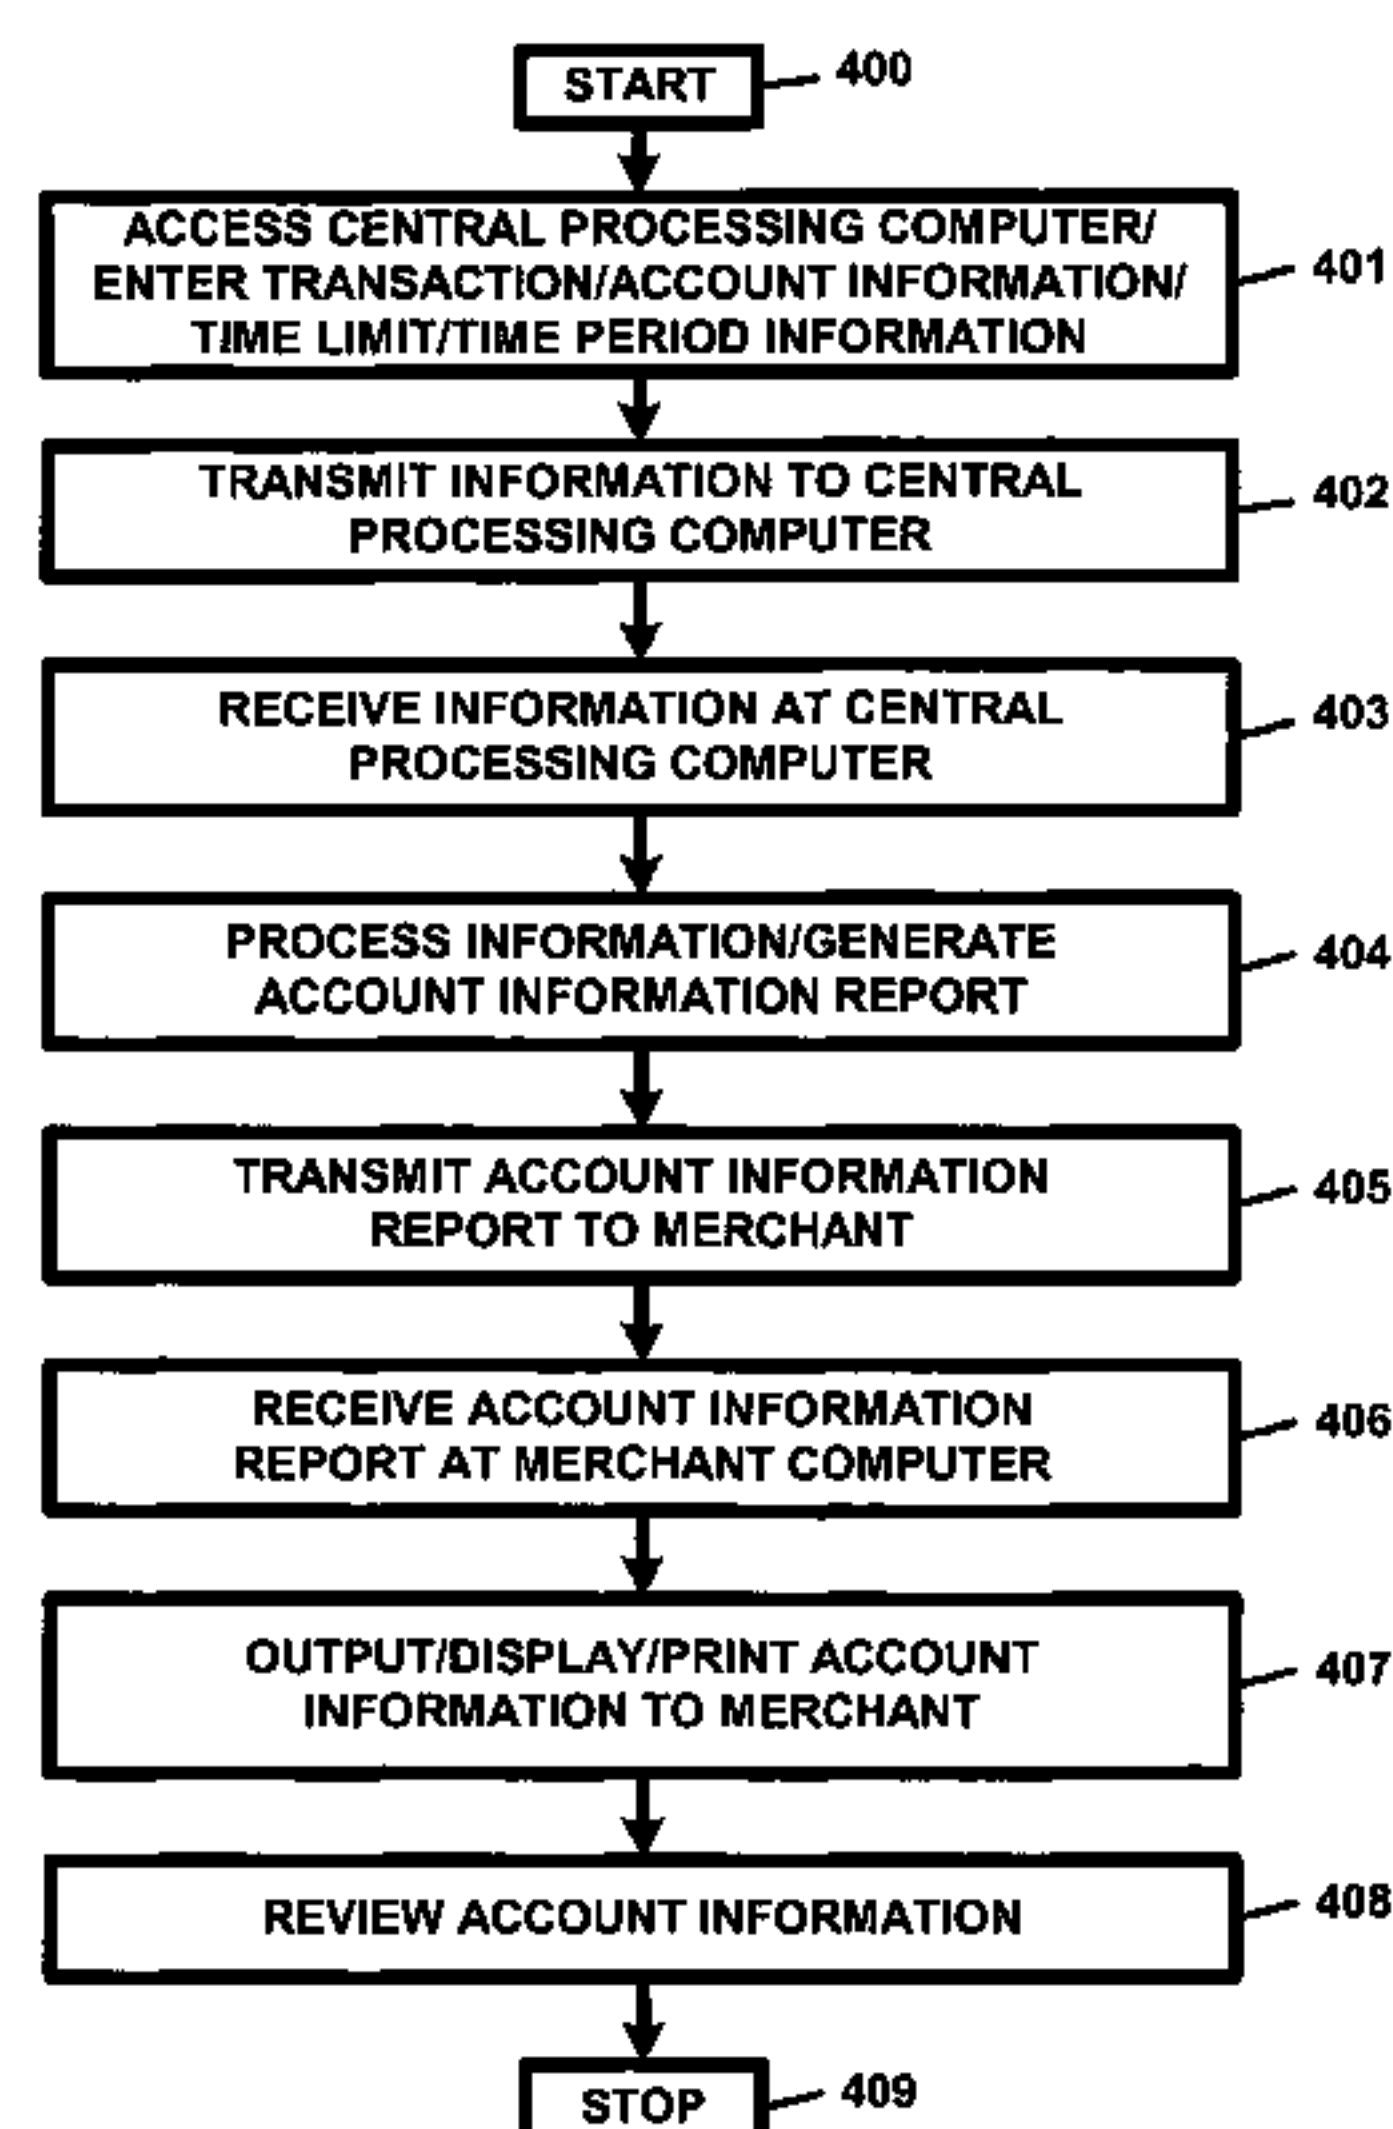 START
400
ACCESS CENTRAL PROCESSING COMPUTER/
ENTER TRANSACTION/ACCOUNT INFORMATION/
TIME LIMIT/TIME PERIOD INFORMATION
401
TRANSMIT INFORMATION TO CENTRAL
PROCESSING COMPUTER
402
RECEIVE INFORMATION AT CENTRAL
PROCESSING COMPUTER
403
PROCESS INFORMATION/GENERATE
ACCOUNT INFORMATION REPORT
404
TRANSMIT ACCOUNT INFORMATION
REPORT TO MERCHANT
405
RECEIVE ACCOUNT INFORMATION
REPORT AT MERCHANT COMPUTER
406
OUTPUT/DISPLAY/PRINT ACCOUNT
INFORMATION TO MERCHANT
407
REVIEW ACCOUNT INFORMATION
408
STOP
409